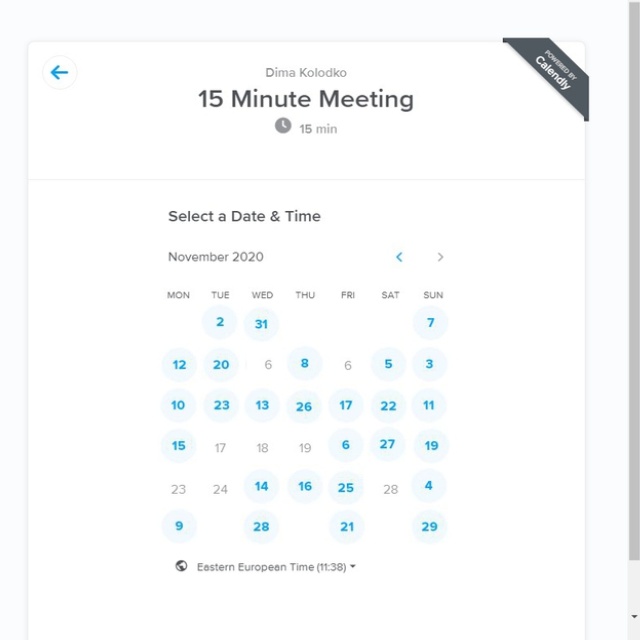 POWERED BY
Calendly
Dima Kolodko
15 Minute Meeting
15 min
Select a Date & Time
November 2020
MON TUE WED THU FRI SAT SUN
2 31 7
12 20 6 8 6 5 3
10 23 13 26 17 22 11
15 17 18 19 6 27 19
23 24 14 16 25 28 4
9 28 21 29
Eastern European Time (11:38)